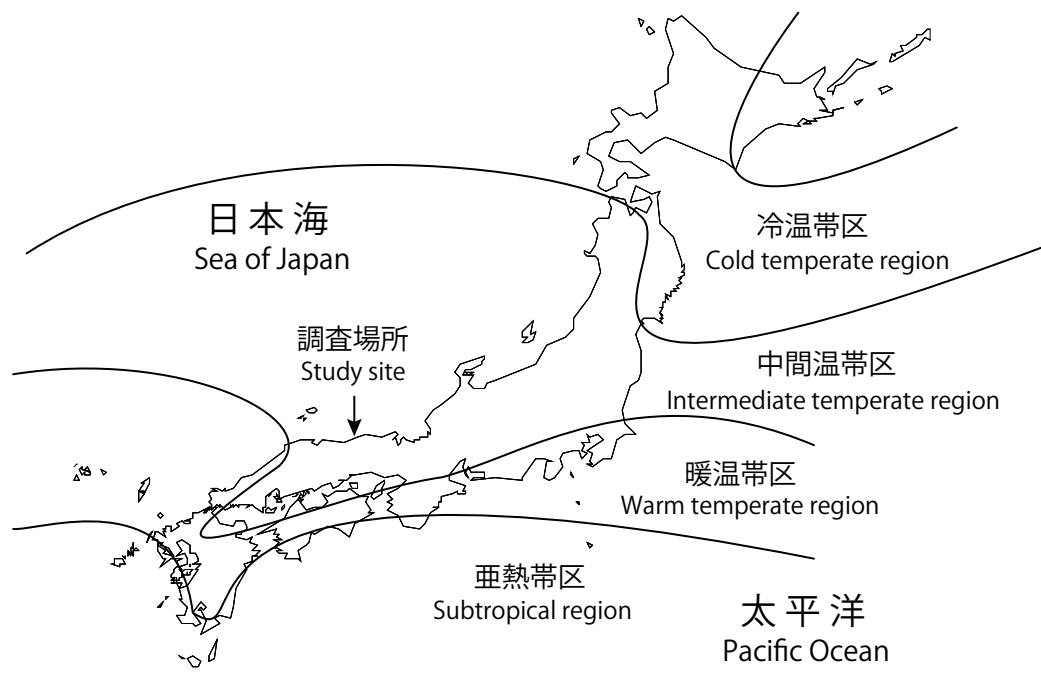 日本海
Sea of Japan
冷温帯区
Cold temperate region
調査場所
Study site
中間温帯区
Intermediate temperate region
暖温帯区
Warm temperate region
亜熱帯区
Subtropical region
太平洋
Pacific Ocean